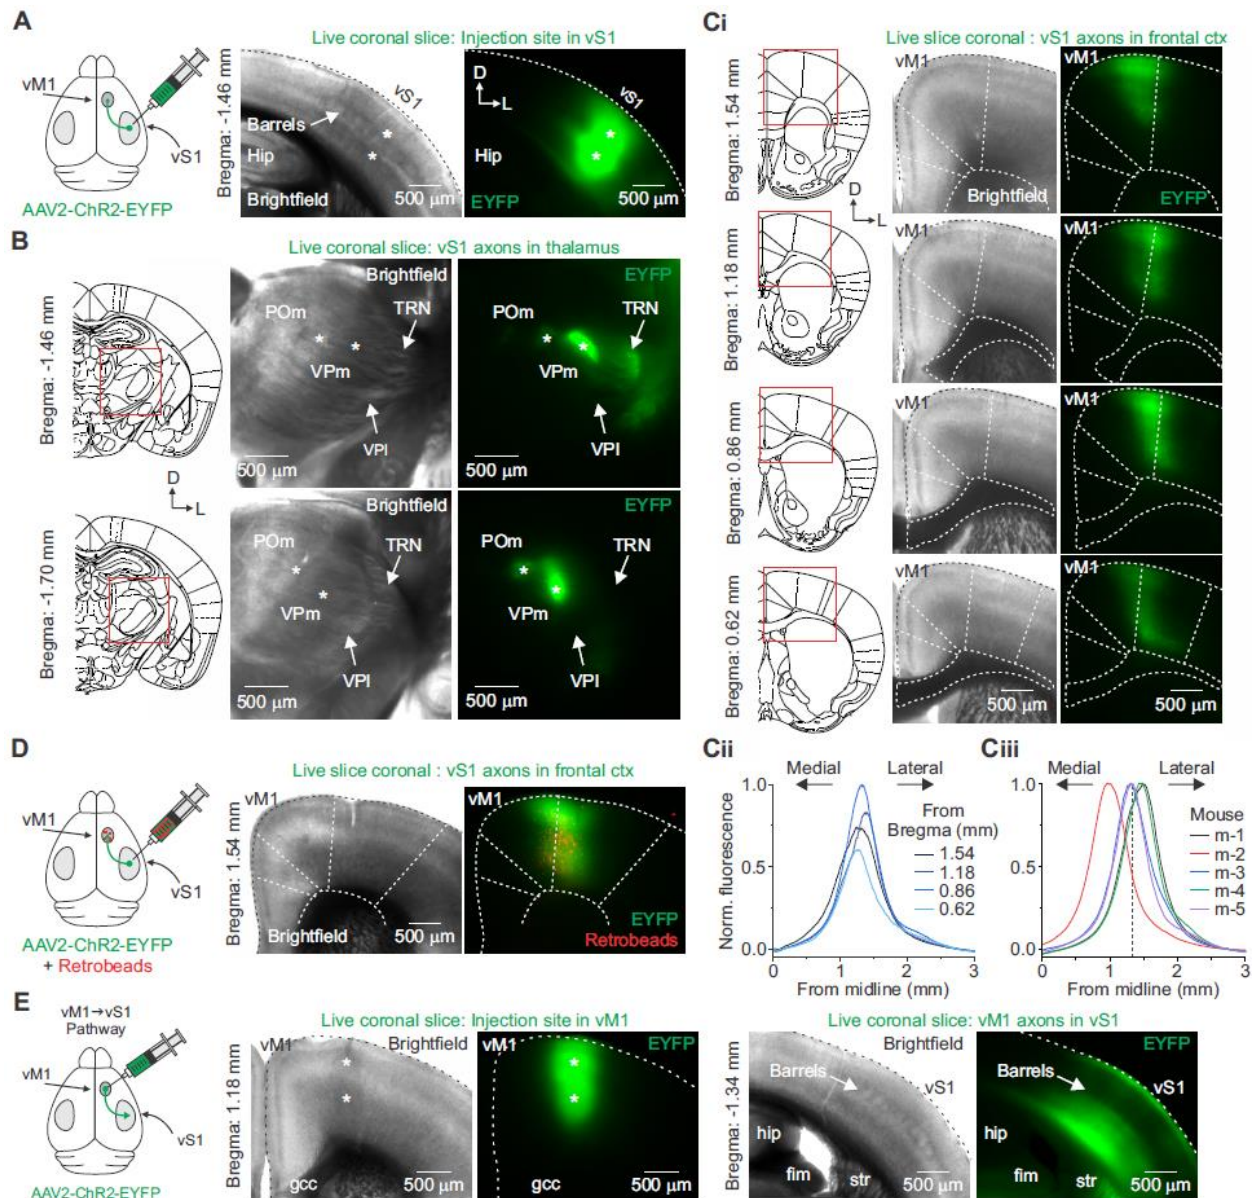 A
Live coronal slice: Injection site in vS1
vM1
vS1
AAV2-ChR2-EYFP
Bregma: -1.46 mm
Barrels
vS1
Hip
Brightfield
500 µm
D
L
vS1
Hip
EYFP
500 µm
B
Live coronal slice: vS1 axons in thalamus
Bregma: -1.46 mm
Brightfield
POm
TRN
VPm
VPl
500 µm
EYFP
POm
TRN
VPm
VPl
500 µm
D
L
Bregma: -1.70 mm
Brightfield
POm
TRN
VPm
VPl
500 µm
EYFP
POm
TRN
VPm
VPl
500 µm
Ci
Live slice coronal : vS1 axons in frontal ctx
Bregma: 1.54 mm
vM1
Brightfield
vM1
EYFP
D
L
Bregma: 1.18 mm
vM1
vM1
Bregma: 0.86 mm
vM1
vM1
Bregma: 0.62 mm
vM1
500 µm
vM1
500 µm
D
Live slice coronal : vS1 axons in frontal ctx
vM1
vS1
AAV2-ChR2-EYFP
+ Retrobeads
Bregma: 1.54 mm
vM1
Brightfield
500 µm
vM1
EYFP
Retrobeads
500 µm
Cii
Medial
Lateral
Norm. fluorescence
1.0
0.5
0.0
From
Bregma (mm)
1.54
1.18
0.86
0.62
0
1
2
3
From midline (mm)
Ciii
Medial
Lateral
1.0
0.5
0.0
Mouse
m-1
m-2
m-3
m-4
m-5
0
1
2
3
From midline (mm)
E
vM1→vS1
Pathway
vM1
vS1
AAV2-ChR2-EYFP
Live coronal slice: Injection site in vM1
Bregma: 1.18 mm
vM1
Brightfield
gcc
500 µm
vM1
EYFP
gcc
500 µm
Live coronal slice: vM1 axons in vS1
Bregma: -1.34 mm
Brightfield
Barrels
vS1
hip
fim
str
500 µm
EYFP
Barrels
vS1
hip
fim
str
500 µm